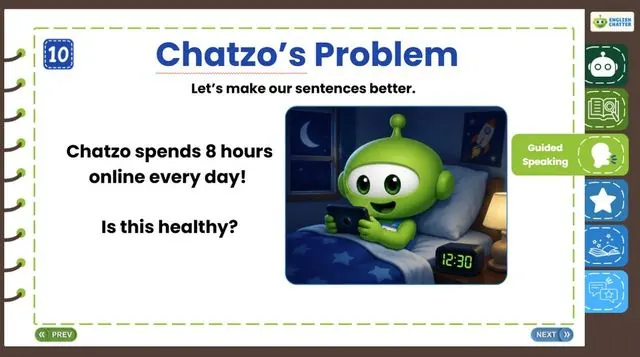 10
Chatzo's Problem
ENGLISH
CHATTER
Let's make our sentences better.
Chatzo spends 8 hours
online every day!
Is this healthy?
12:30
Guided
Speaking
« PREV
NEXT »